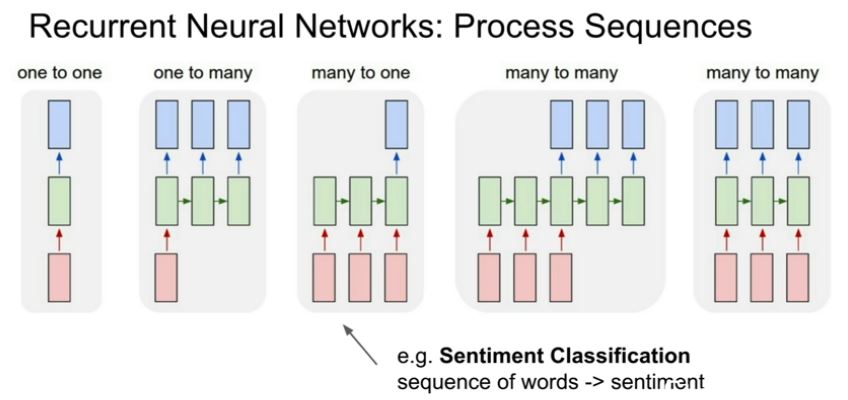 Recurrent Neural Networks: Process Sequences
one to one one to many many to one many to many many to many
e.g. Sentiment Classification
sequence of words -> sentiment